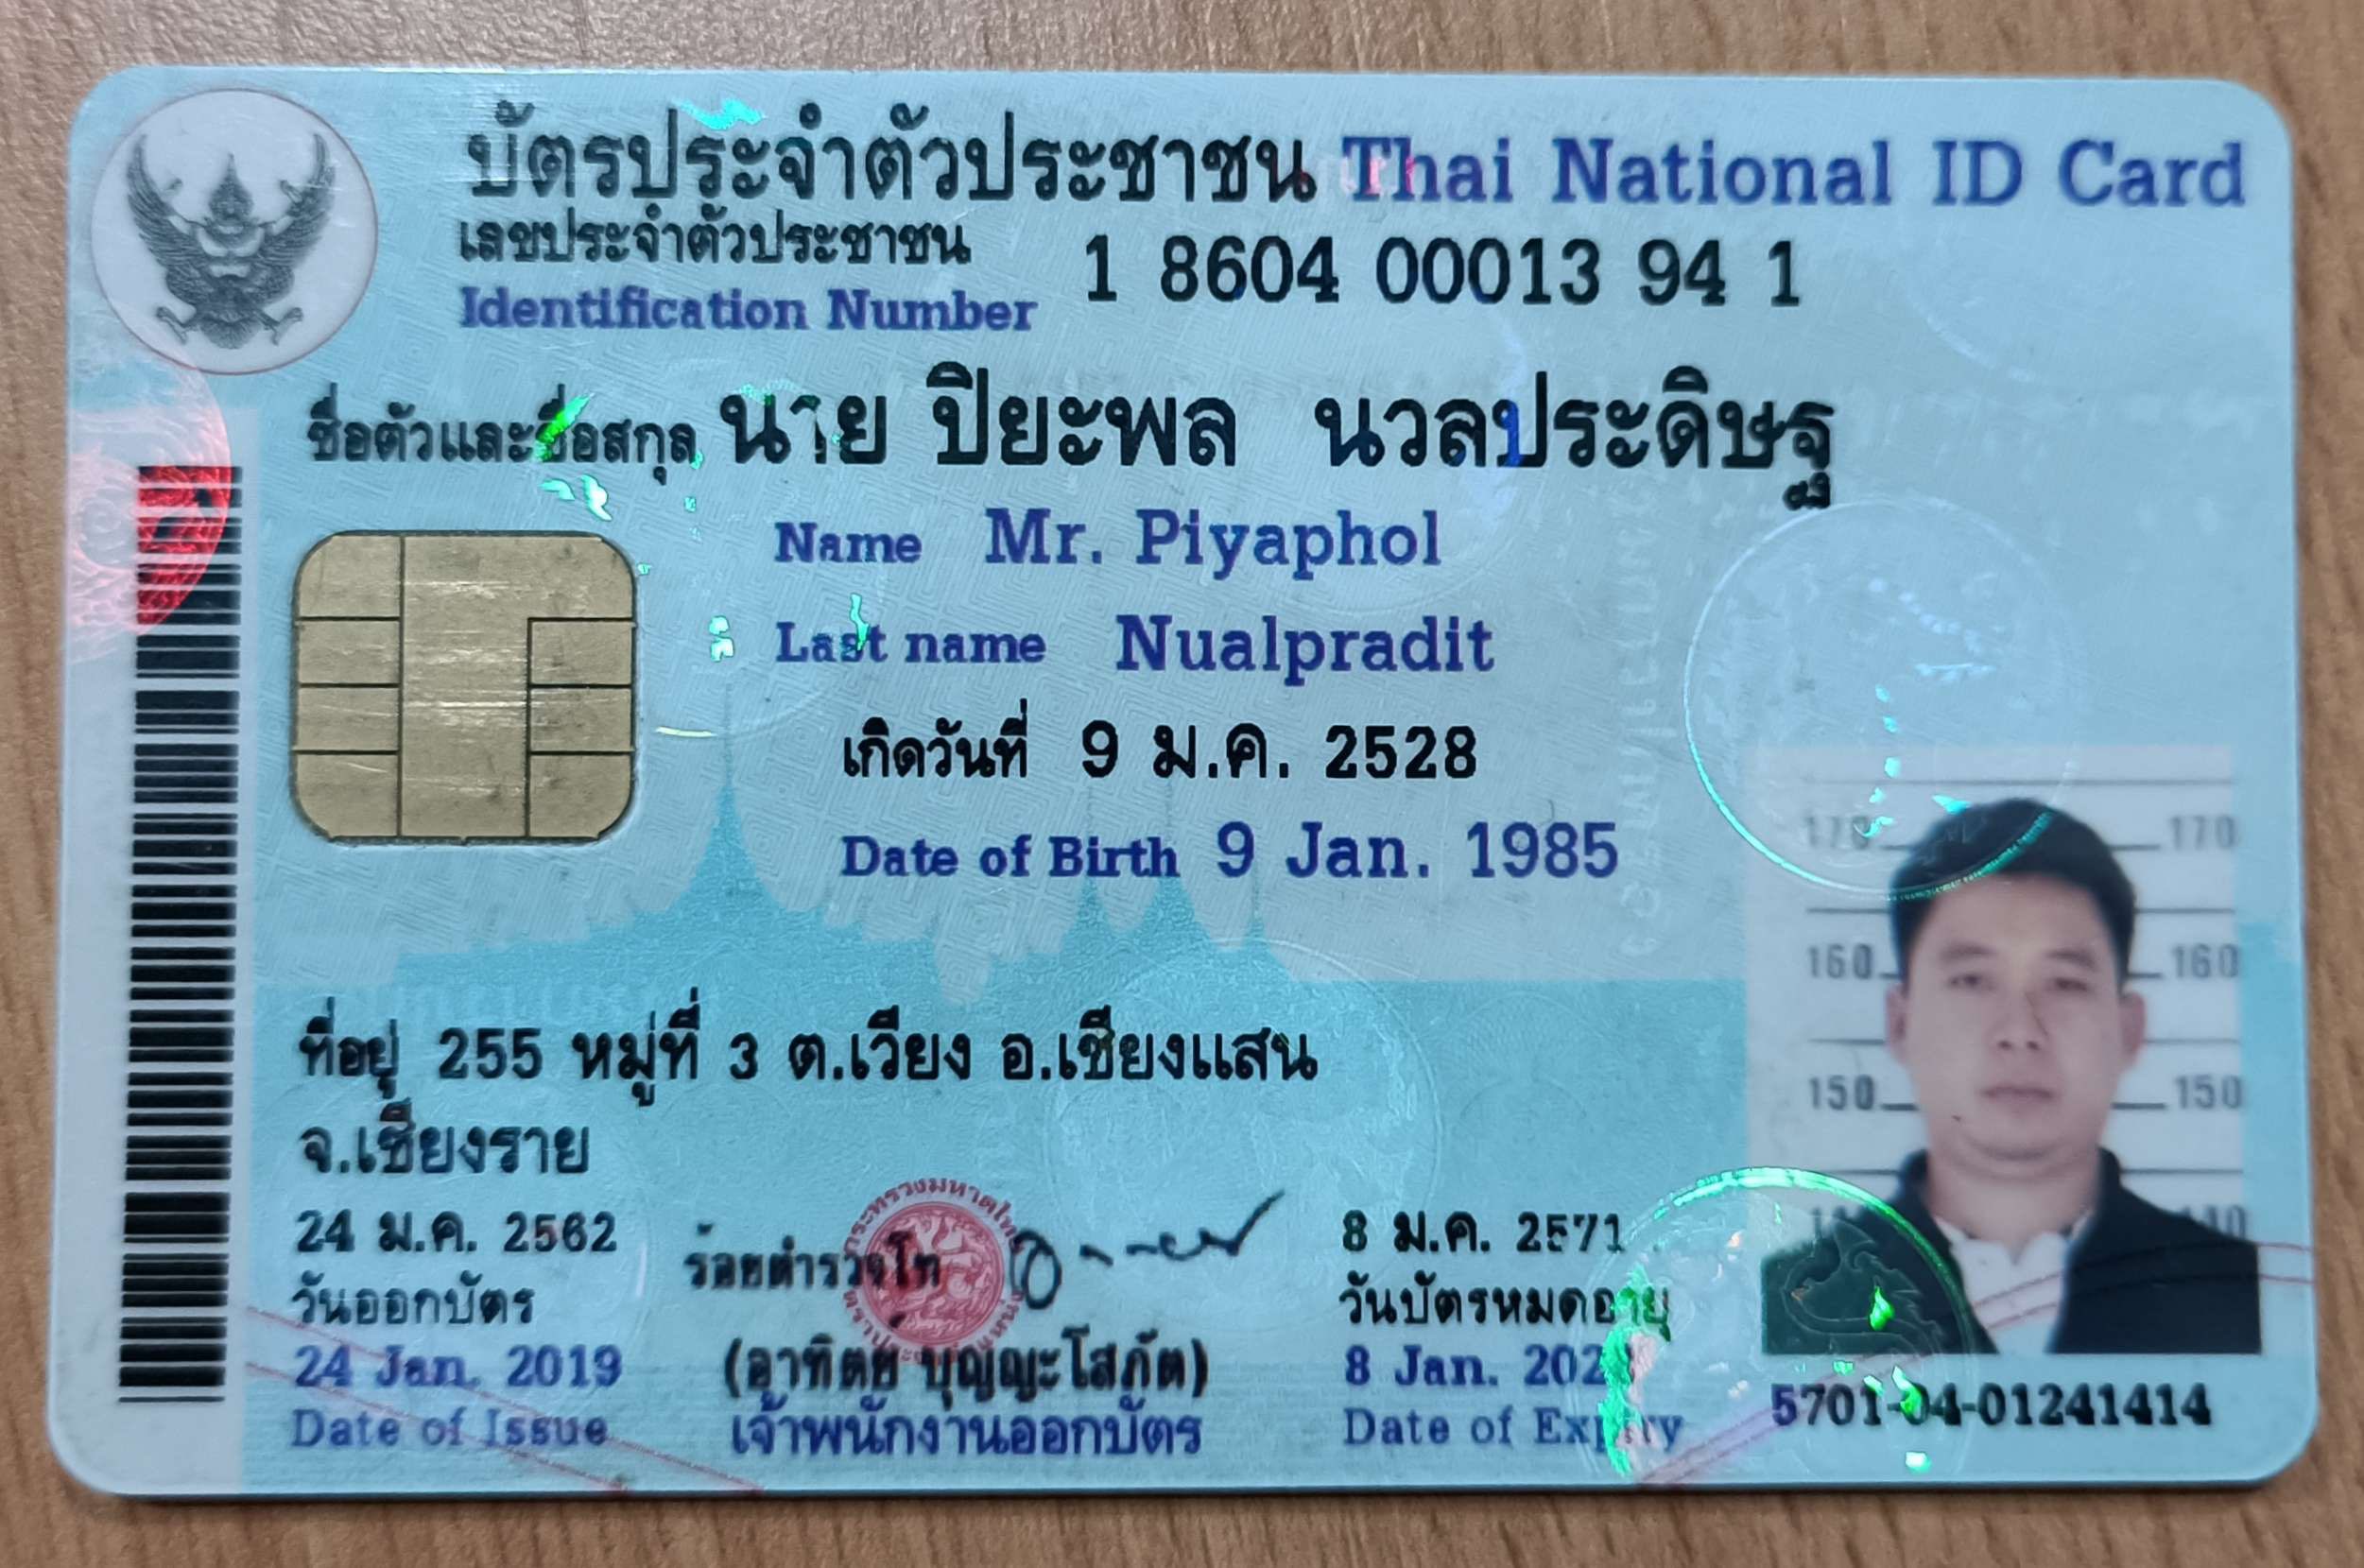 บัตรประจำตัวประชาชน Thai National ID Card
เลขประจำตัวประชาชน
Identification Number 1 8604 00013 94 1
ชื่อตัวและชื่อสกุล นาย ปิยะพล นวลประดิษฐ
Name Mr. Piyaphol
Last name Nualpradit
เกิดวันที่ 9 ม.ค. 2528
Date of Birth 9 Jan. 1985
170 170
160 160
150 150
ที่อยู่ 255 หมู่ที่ 3 ต.เวียง อ.เชียงแสน
จ.เชียงราย
24 ม.ค. 2562
วันออกบัตร
24 Jan. 2019
Date of Issue
ร้อยตำรวจโท
(อาทิตย์ บุญญะโสภัต)
เจ้าพนักงานออกบัตร
8 ม.ค. 2571
วันบัตรหมดอายุ
8 Jan.
Date of Expiry
5701-04-01241414